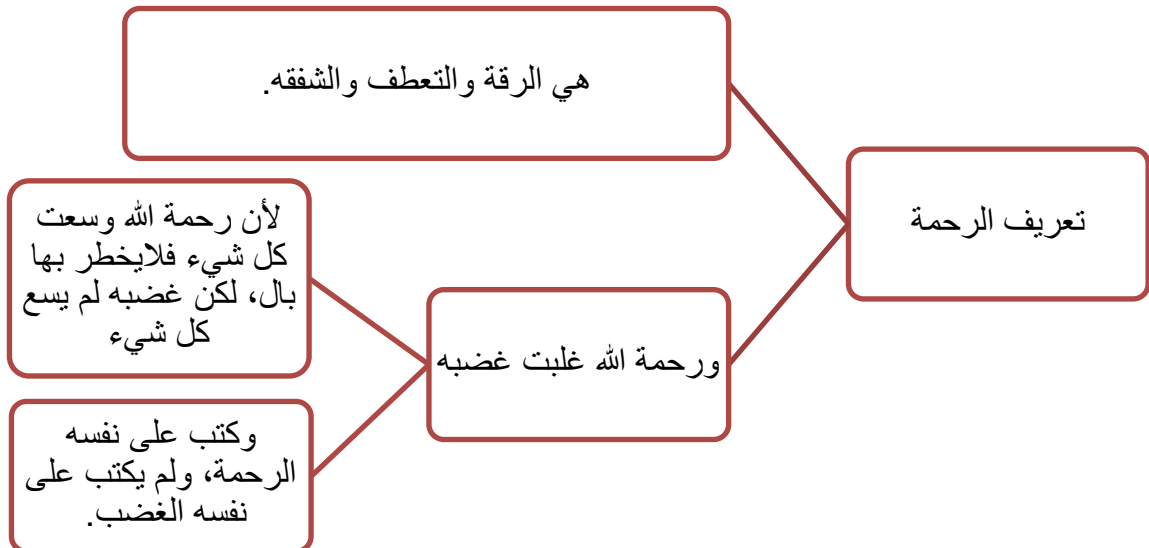 تعريف الرحمة
هي الرقة والتعطف والشفقه.
ورحمة الله غلبت غضبه
لأن رحمة الله وسعت
كل شيء فلايخطر بها
بال، لكن غضبه لم يسع
كل شيء
وكتب على نفسه
الرحمة، ولم يكتب على
نفسه الغضب.